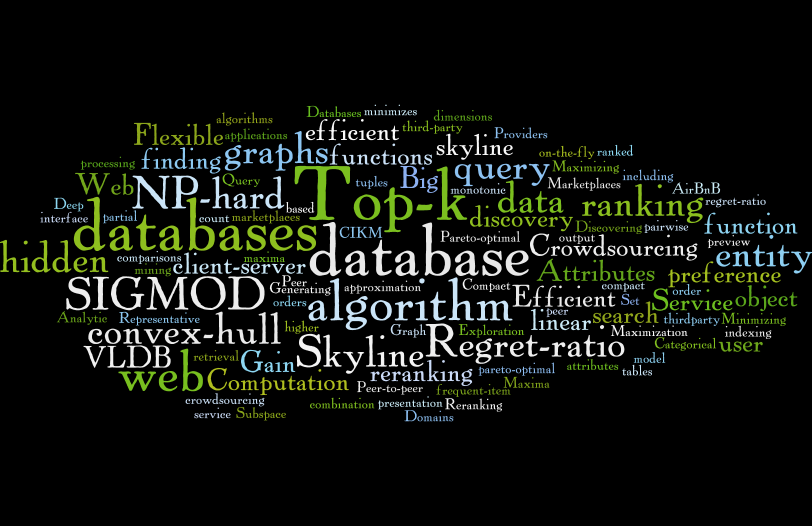 algorithms
Databases minimizes
dimensions
Flexible applications efficient third-party
Providers
skyline
finding graphs functions
on-the-fly ranked
processing
Maximizing
Web Query
tuples Big query
including
Marketplaces
monotonic
AirBnB
NP-hard Top-k data ranking
regret-ratio
Deep
interface partial
count marketplaces based
discovery
Discovering pairwise function
databases
CIKM
Pareto-optimal output
preview
hidden
comparisons maxima
database Crowdsourcing entity
mining client-server
Peer
Attributes preference
Generating approximation
Compact
compact
SIGMOD
orders
algorithm Efficient Set
order
Service object
peer
search
Analytic Representative
higher
linear
thirdparty Minimizing
convex-hull
Graph Exploration
Maximization
indexing
Skyline Regret-ratio
Categorical user
VLDB
retrieval Gain
model
attributes
tables
web Computation
reranking pareto-optimal
Maxima
Peer-to-peer
frequent-item
crowdsourcing
combination presentation Reranking
service Subspace
Domains